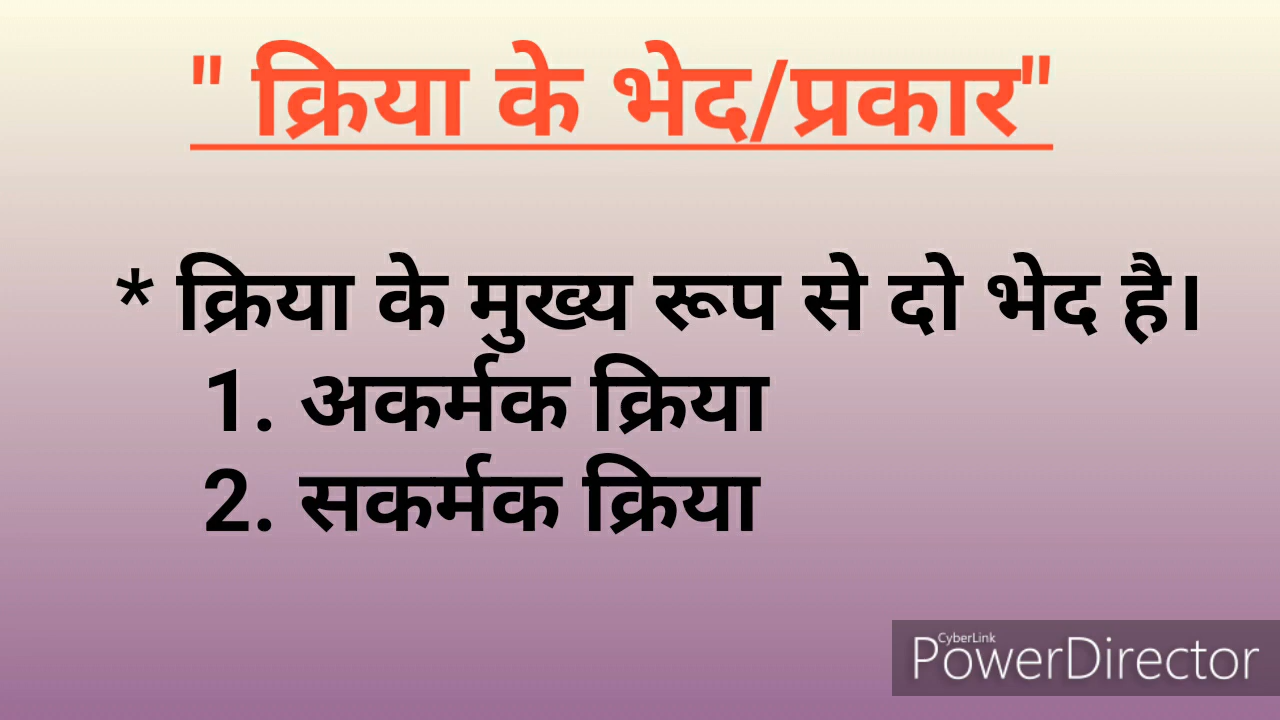 " क्रिया के भेद/प्रकार"
* क्रिया के मुख्य रूप से दो भेद है।
1. अकर्मक क्रिया
2. सकर्मक क्रिया
CyberLink
PowerDirector